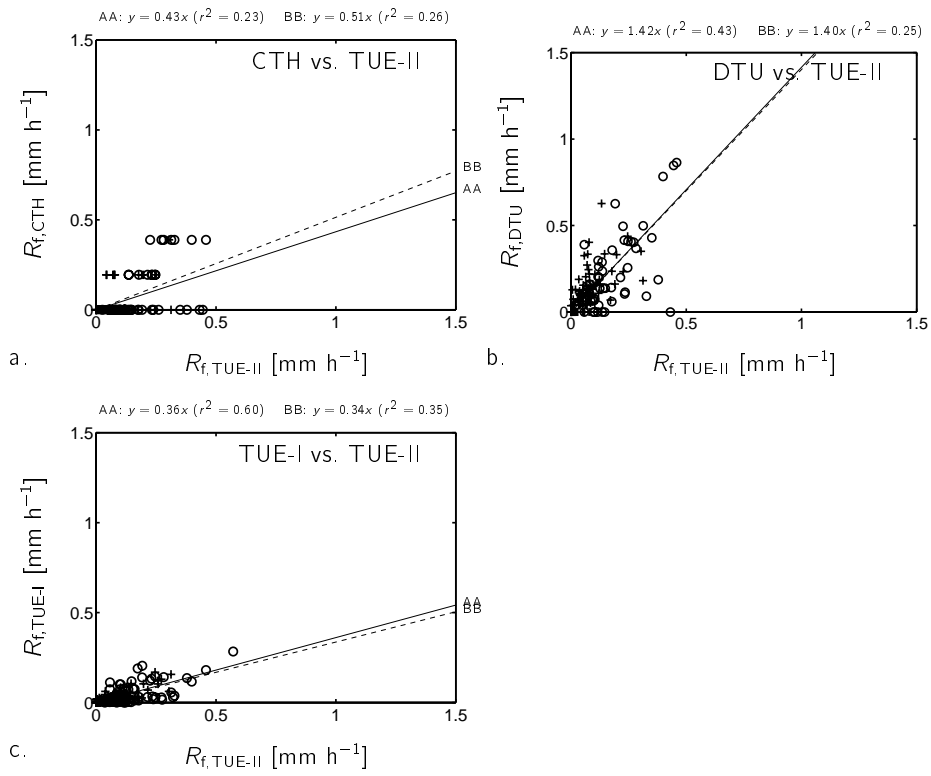 AA: y = 0.43x (r² = 0.23) BB: y = 0.51x (r² = 0.26)
CTH vs. TUE-II
1.5
1
0.5
0
0 0.5 1 1.5
BB
AA
R_f,CTH [mm h⁻¹]
a. R_f,TUE-II [mm h⁻¹]
AA: y = 1.42x (r² = 0.43) BB: y = 1.40x (r² = 0.25)
DTU vs. TUE-II
1.5
1
0.5
0
0 0.5 1 1.5
R_f,DTU [mm h⁻¹]
b. R_f,TUE-II [mm h⁻¹]
AA: y = 0.36x (r² = 0.60) BB: y = 0.34x (r² = 0.35)
TUE-I vs. TUE-II
1.5
1
0.5
0
0 0.5 1 1.5
AA
BB
R_f,TUE-I [mm h⁻¹]
c. R_f,TUE-II [mm h⁻¹]